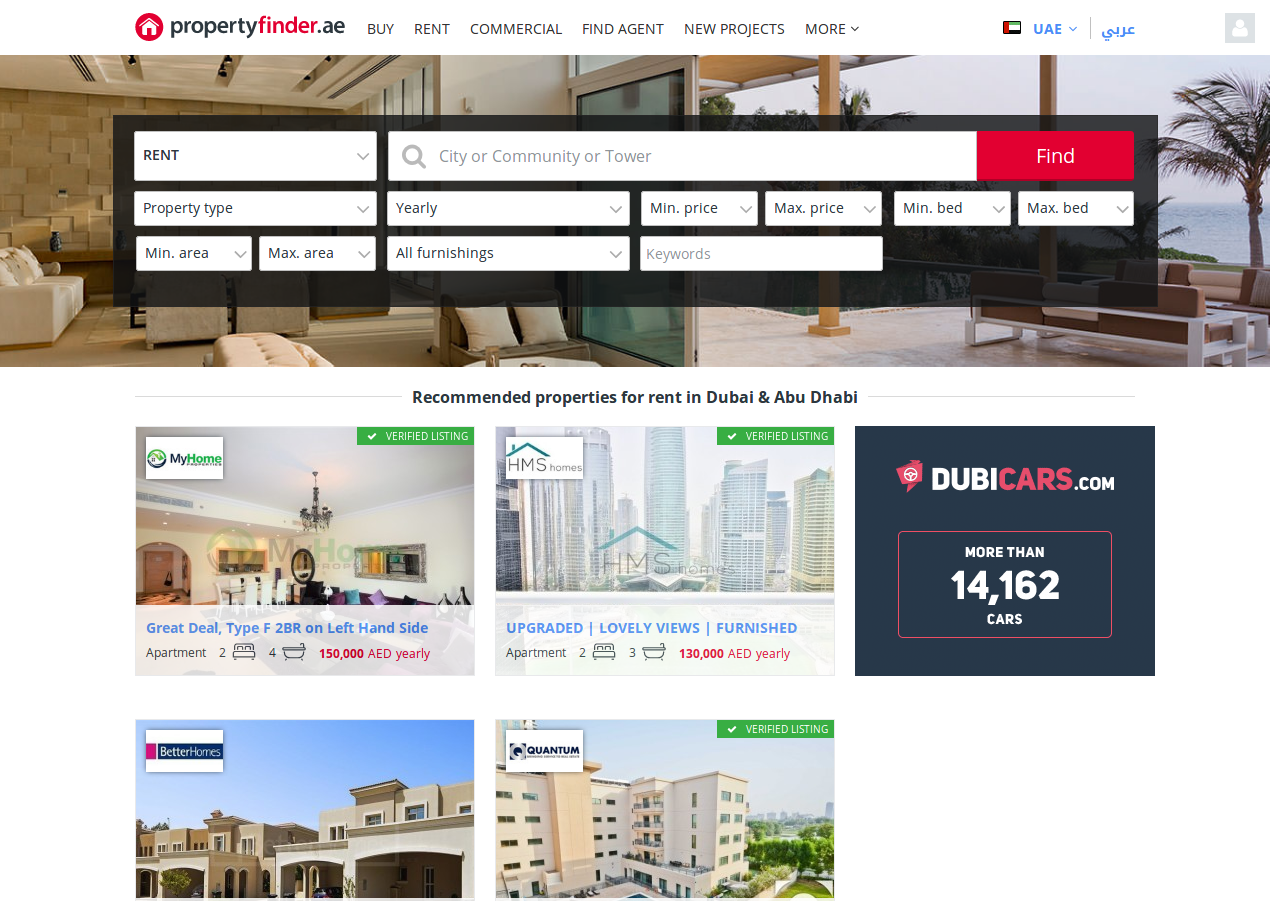 propertyfinder.ae
BUY RENT COMMERCIAL FIND AGENT NEW PROJECTS MORE
UAE عربي
RENT City or Community or Tower Find
Property type Yearly Min. price Max. price Min. bed Max. bed
Min. area Max. area All furnishings Keywords
Recommended properties for rent in Dubai & Abu Dhabi
VERIFIED LISTING
MyHome
PROPERTIES
MyHome
PROPERTIES
Great Deal, Type F 2BR on Left Hand Side
Apartment 2 4 150,000 AED yearly
VERIFIED LISTING
HMS homes
HMS homes
UPGRADED | LOVELY VIEWS | FURNISHED
Apartment 2 3 130,000 AED yearly
DUBICARS.COM
MORE THAN
14,162
CARS
BetterHomes
VERIFIED LISTING
QUANTUM